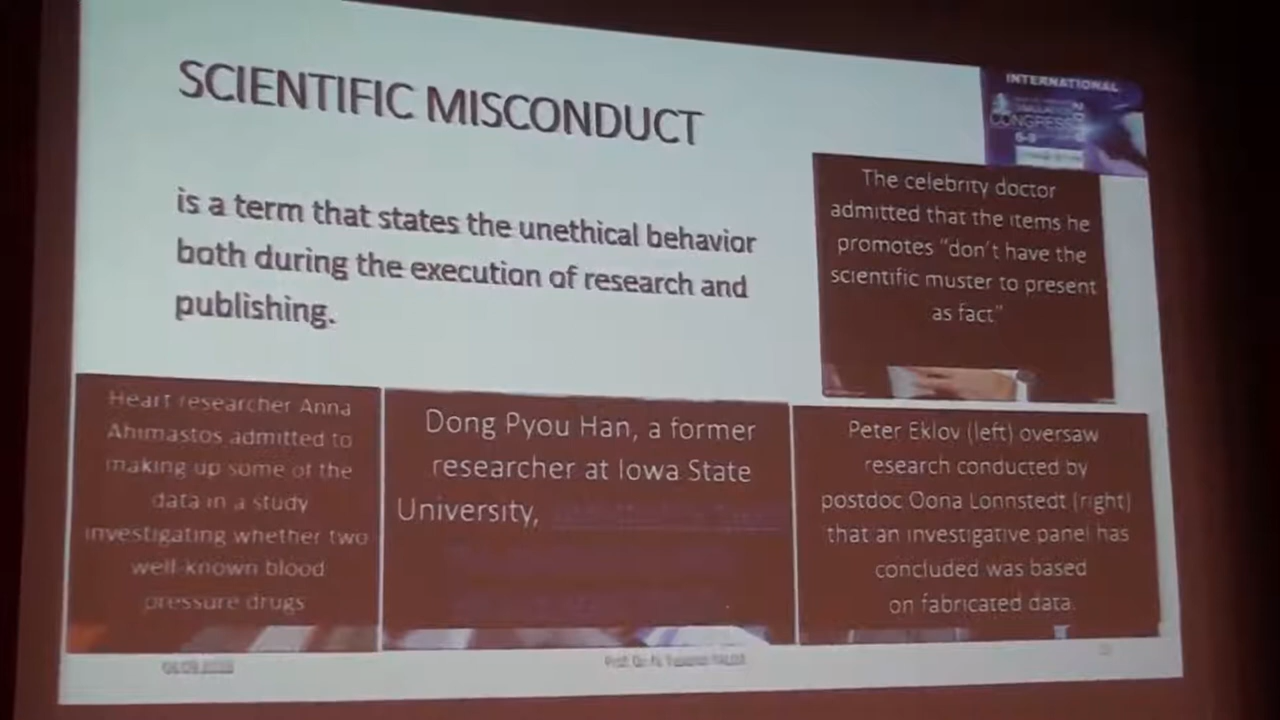 SCIENTIFIC MISCONDUCT
is a term that states the unethical behavior
both during the execution of research and
publishing.
INTERNATIONAL
CONGRESS
The celebrity doctor
admitted that the items he
promotes “don't have the
scientific muster to present
as fact”
Heart researcher Anna
Ahimastos admitted to
making up some of the
data in a study
investigating whether two
well-known blood
pressure drugs
Dong Pyou Han, a former
researcher at Iowa State
University,
Peter Eklov (left) oversaw
research conducted by
postdoc Oona Lonnstedt (right)
that an investigative panel has
concluded was based
on fabricated data.
Prof. Dr.